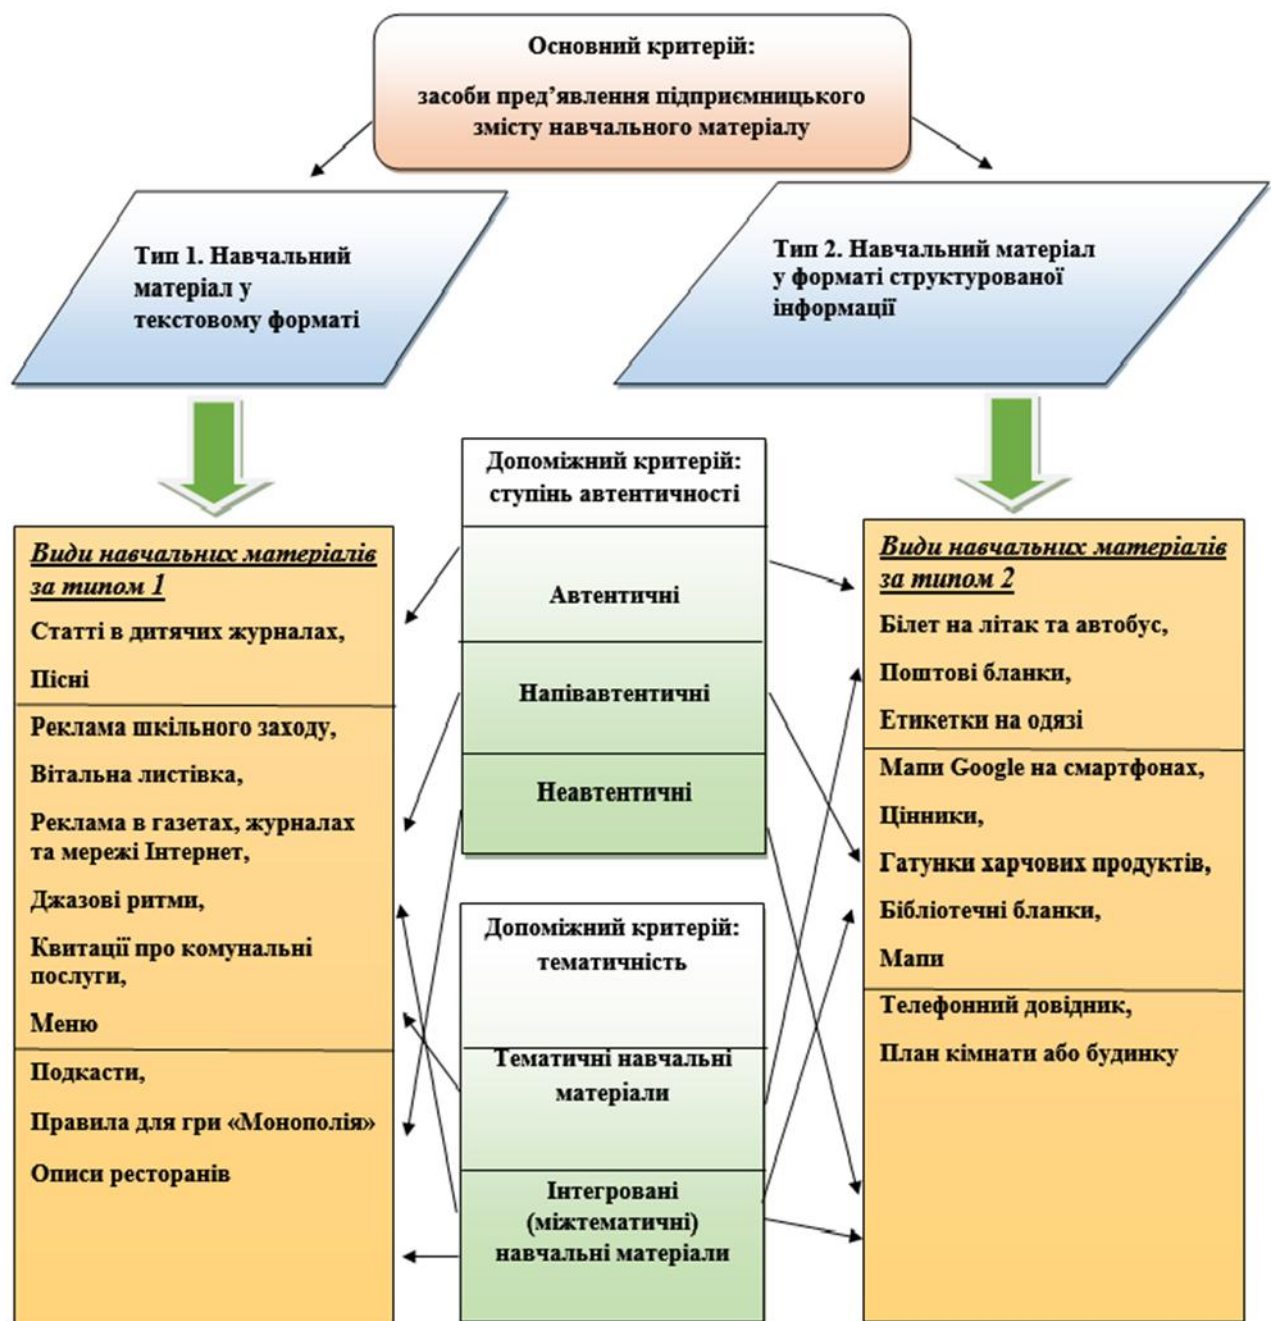 Основний критерій:
засоби пред’явлення підприємницького
змісту навчального матеріалу
Тип 1. Навчальний
матеріал у
текстовому форматі
Тип 2. Навчальний матеріал
у форматі структурованої
інформації
Види навчальних матеріалів
за типом 1
Статті в дитячих журналах,
Пісні
Реклама шкільного заходу,
Вітальна листівка,
Реклама в газетах, журналах
та мережі Інтернет,
Джазові ритми,
Квитації про комунальні
послуги,
Меню
Подкасти,
Правила для гри «Монополія»
Описи ресторанів
Допоміжний критерій:
ступінь автентичності
Автентичні
Напівавтентичні
Неавтентичні
Допоміжний критерій:
тематичність
Тематичні навчальні
матеріали
Інтегровані
(міжтематичні)
навчальні матеріали
Види навчальних матеріалів
за типом 2
Білет на літак та автобус,
Поштові бланки,
Етикетки на одязі
Мапи Google на смартфонах,
Цінники,
Гатунки харчових продуктів,
Бібліотечні бланки,
Мапи
Телефонний довідник,
План кімнати або будинку